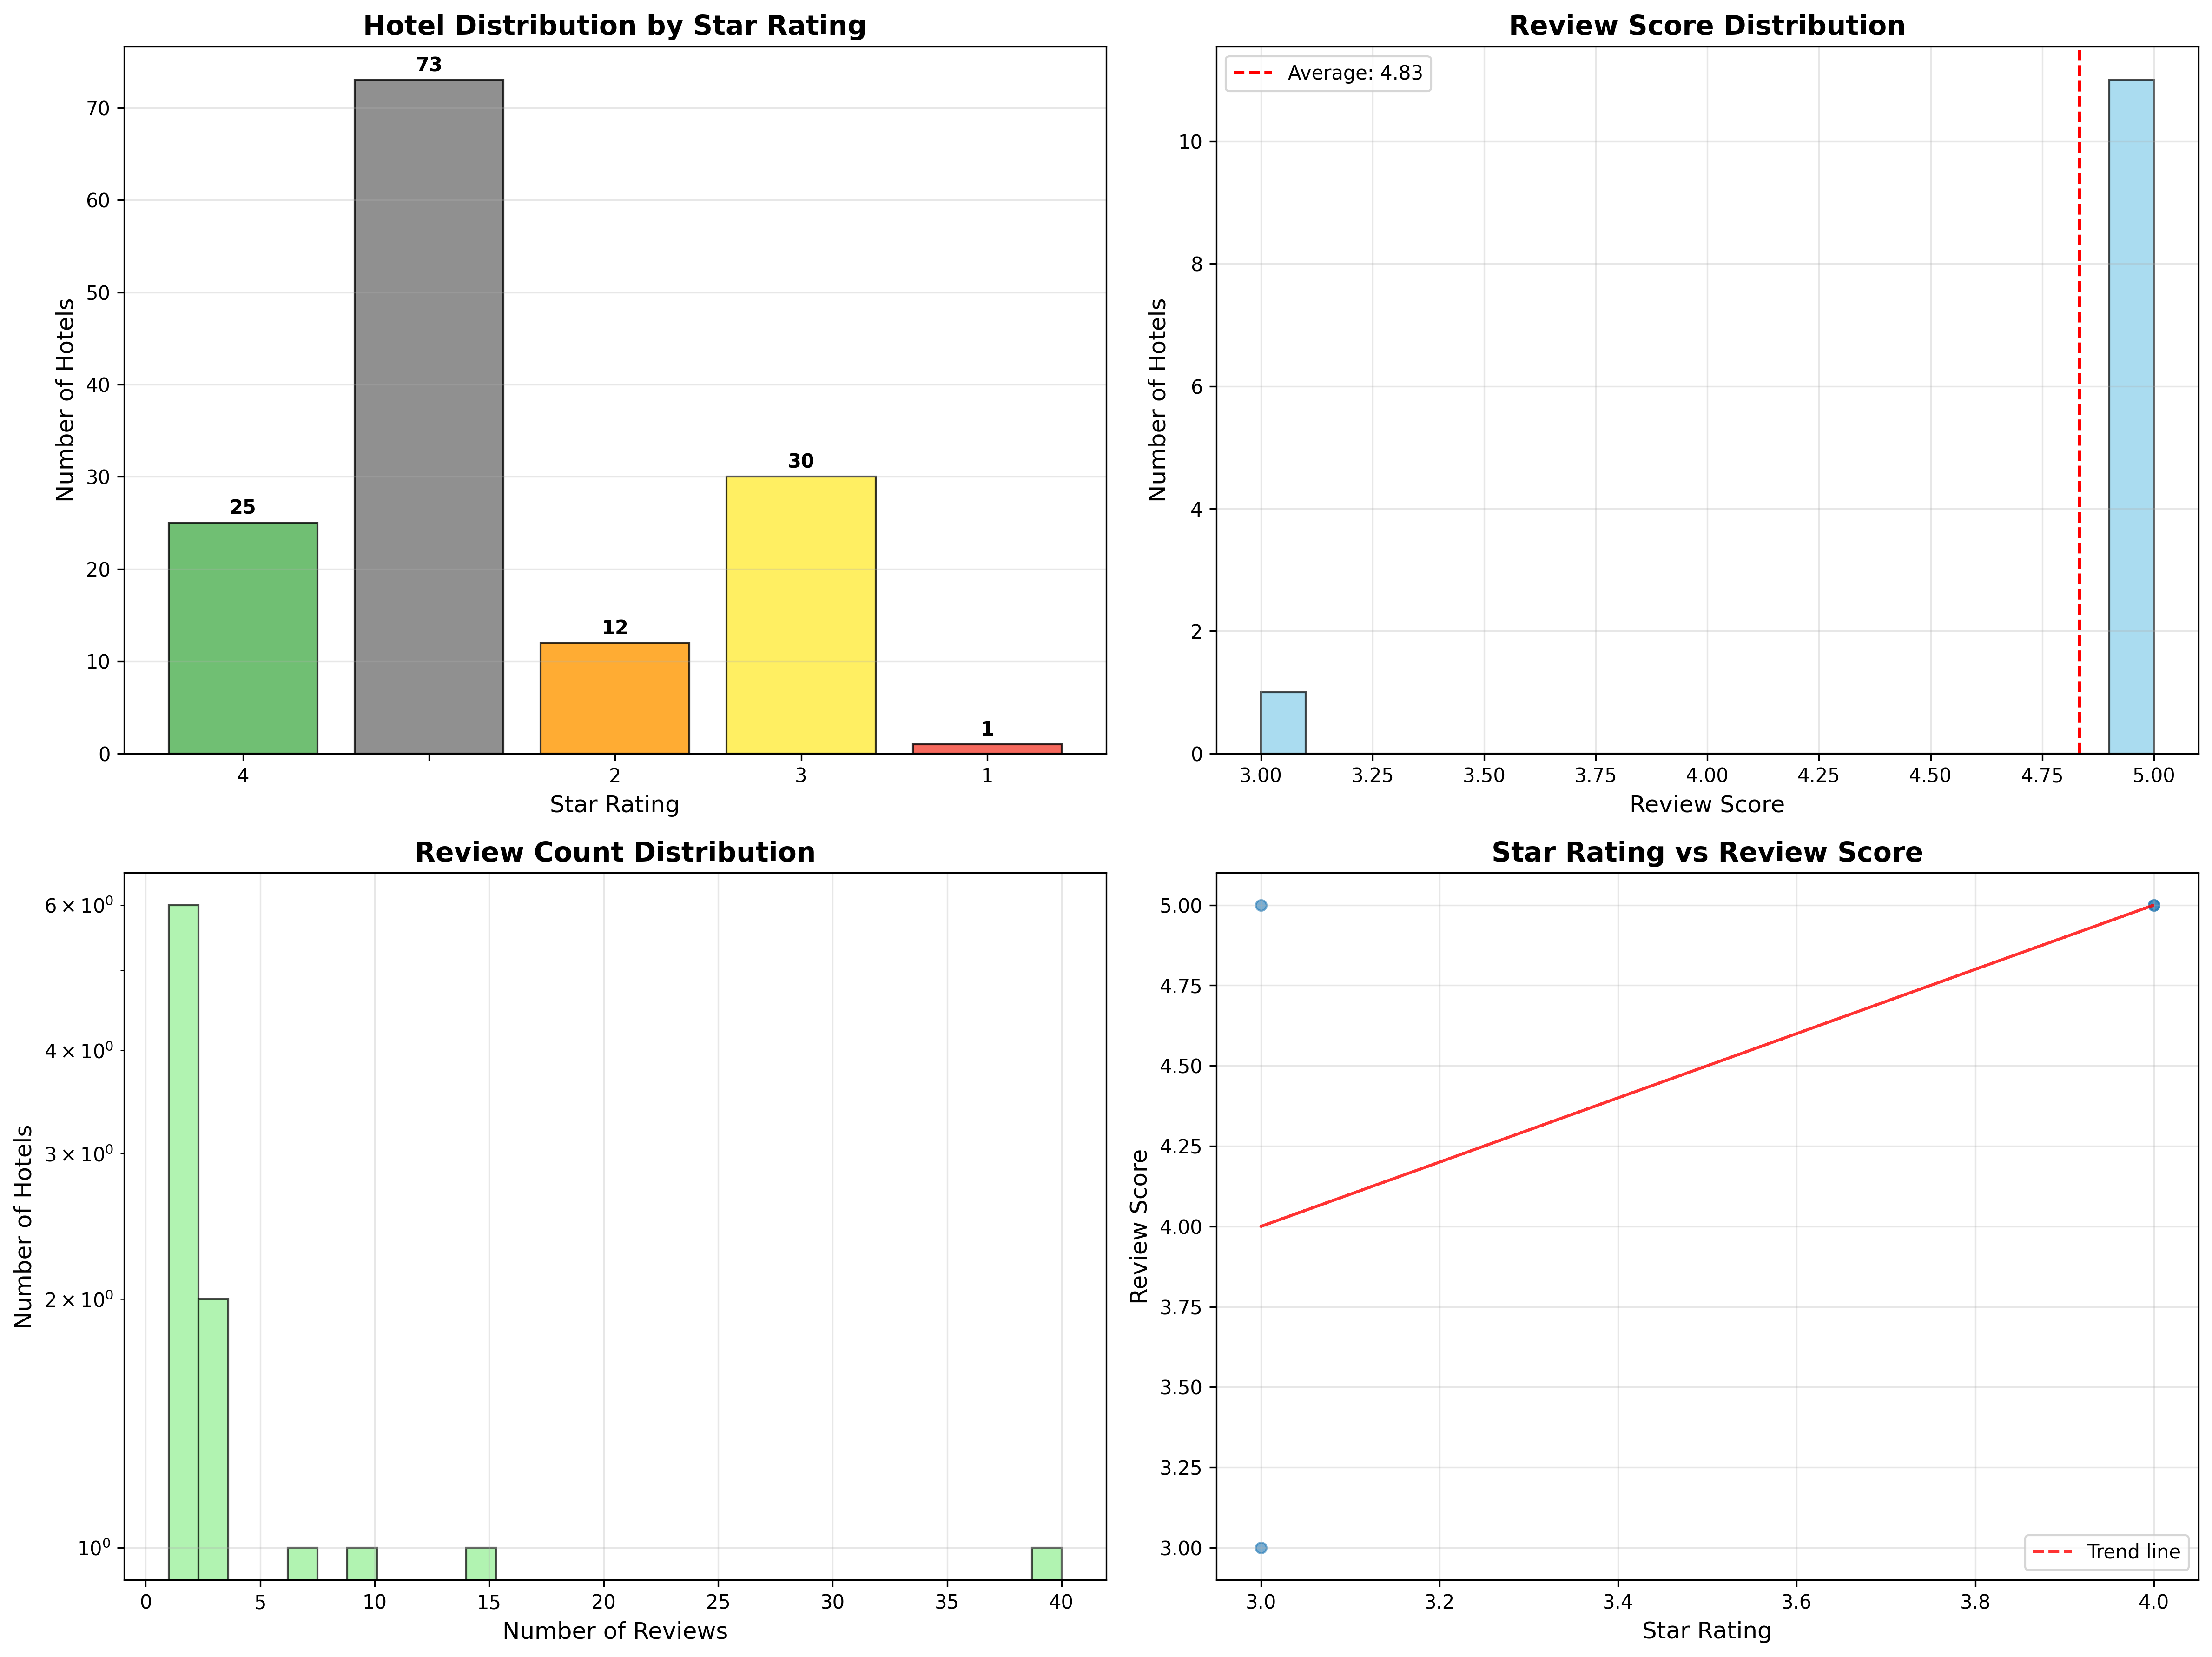 Hotel Distribution by Star Rating
Number of Hotels
70
60
50
40
30
20
10
0
73
25
12
30
1
4 2 3 1
Star Rating
Review Score Distribution
Average: 4.83
Number of Hotels
10
8
6
4
2
0
3.00 3.25 3.50 3.75 4.00 4.25 4.50 4.75 5.00
Review Score
Review Count Distribution
Number of Hotels
6 × 10⁰
4 × 10⁰
3 × 10⁰
2 × 10⁰
10⁰
0 5 10 15 20 25 30 35 40
Number of Reviews
Star Rating vs Review Score
Review Score
5.00
4.75
4.50
4.25
4.00
3.75
3.50
3.25
3.00
Trend line
3.0 3.2 3.4 3.6 3.8 4.0
Star Rating